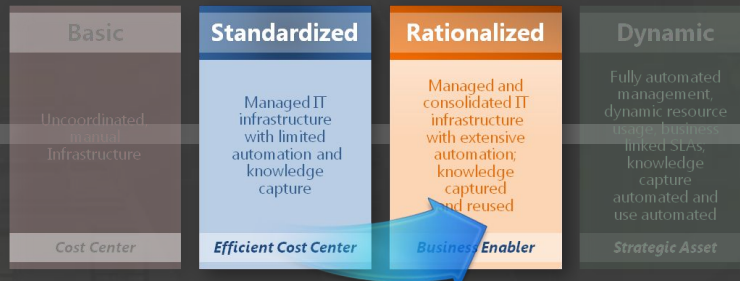 Basic
Uncoordinated,
manual
Infrastructure
Cost Center
Standardized
Managed IT
infrastructure
with limited
automation and
knowledge
capture
Efficient Cost Center
Rationalized
Managed and
consolidated IT
infrastructure
with extensive
automation;
knowledge
captured
and reused
Business Enabler
Dynamic
Fully automated
management,
dynamic resource
usage, business
linked SLAs,
knowledge
capture
automated and
use automated
Strategic Asset